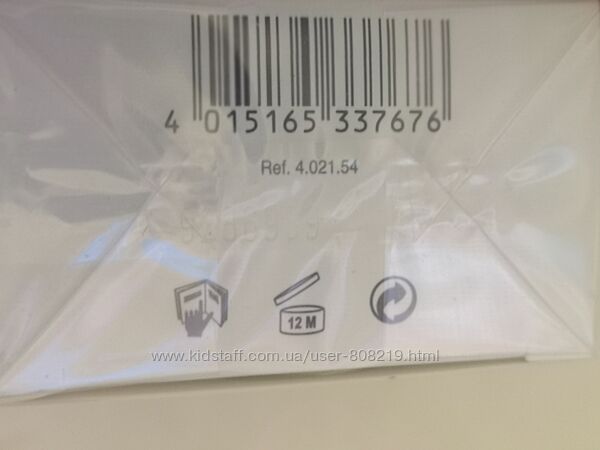 4 015165 337676
Ref. 4.021.54
12 M
www.kidstaff.com.ua/user-808219.html